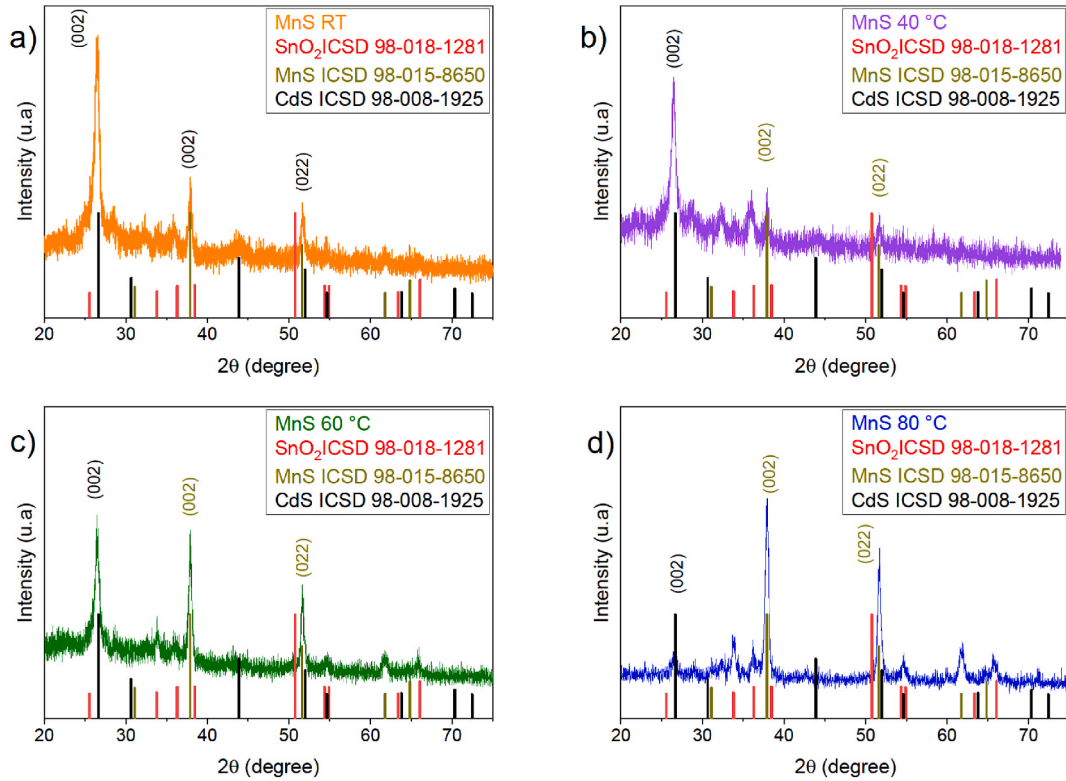 a)
(002)
(002)
(022)
MnS RT
SnO₂ICSD 98-018-1281
MnS ICSD 98-015-8650
CdS ICSD 98-008-1925
Intensity (u.a)
20 30 40 50 60 70
2θ (degree)
b)
(002)
(002)
(022)
MnS 40 °C
SnO₂ICSD 98-018-1281
MnS ICSD 98-015-8650
CdS ICSD 98-008-1925
Intensity (u.a)
20 30 40 50 60 70
2θ (degree)
c)
(002)
(002)
(022)
MnS 60 °C
SnO₂ICSD 98-018-1281
MnS ICSD 98-015-8650
CdS ICSD 98-008-1925
Intensity (u.a)
20 30 40 50 60 70
2θ (degree)
d)
(002)
(002)
(022)
MnS 80 °C
SnO₂ICSD 98-018-1281
MnS ICSD 98-015-8650
CdS ICSD 98-008-1925
Intensity (u.a)
20 30 40 50 60 70
2θ (degree)